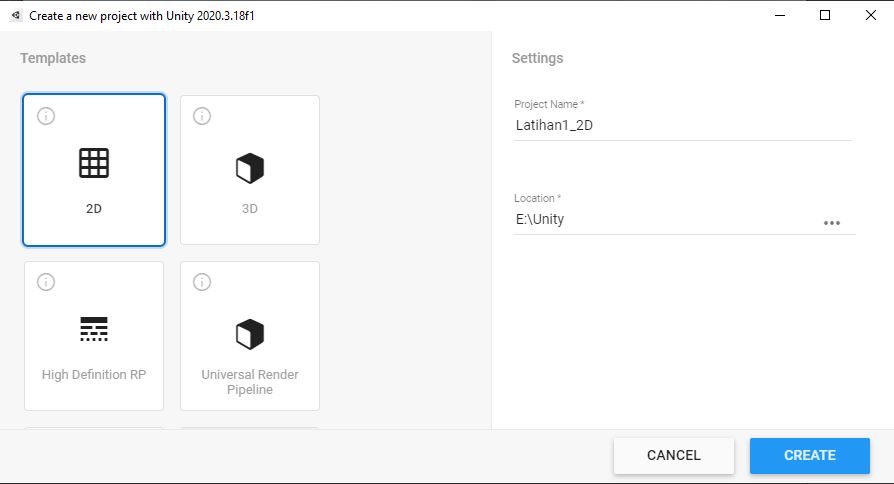 Create a new project with Unity 2020.3.18f1
Templates
2D
3D
High Definition RP
Universal Render
Pipeline
Settings
Project Name *
Latihan1_2D
Location *
E:\Unity
CANCEL
CREATE